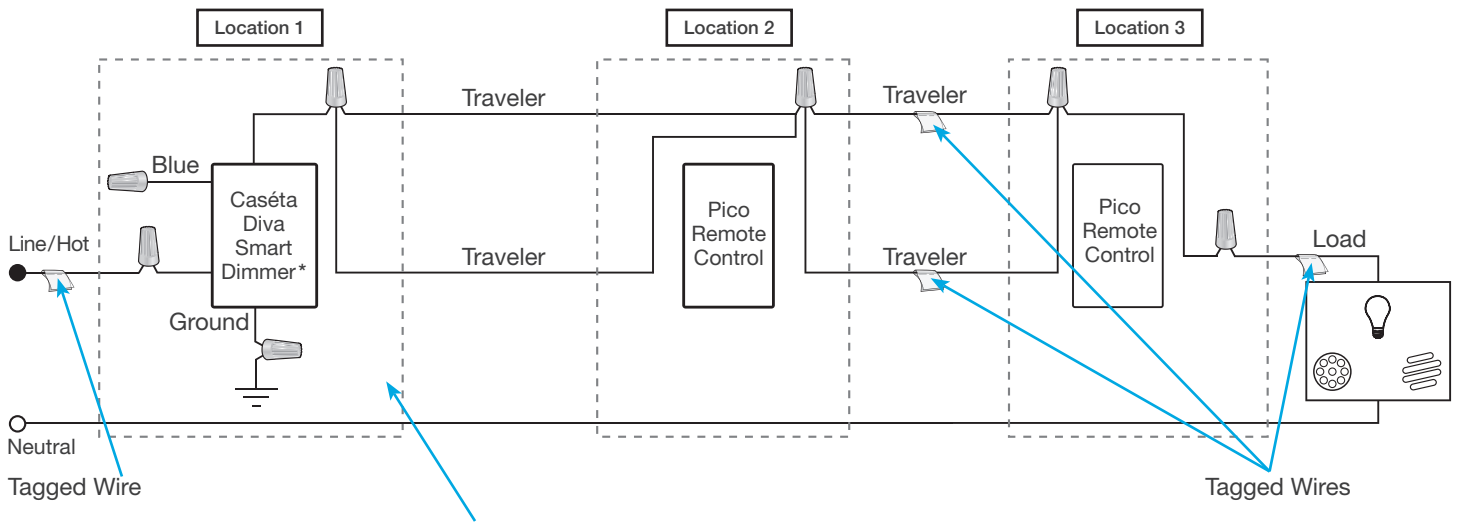 Location 1
Location 2
Location 3
Traveler
Traveler
Blue
Caséta
Diva
Smart
Dimmer*
Pico
Remote
Control
Pico
Remote
Control
Line/Hot
Traveler
Traveler
Load
Ground
Neutral
Tagged Wire
Tagged Wires